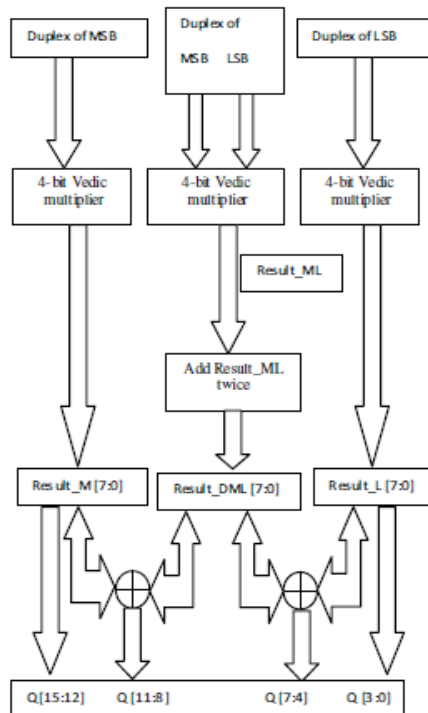 Duplex of MSB
Duplex of
MSB LSB
Duplex of LSB
4-bit Vedic
multiplier
4-bit Vedic
multiplier
4-bit Vedic
multiplier
Result_ML
Add Result_ML
twice
Result_M [7:0]
Result_DML [7:0]
Result_L [7:0]
Q [15:12] Q [11:8] Q [7:4] Q [3:0]